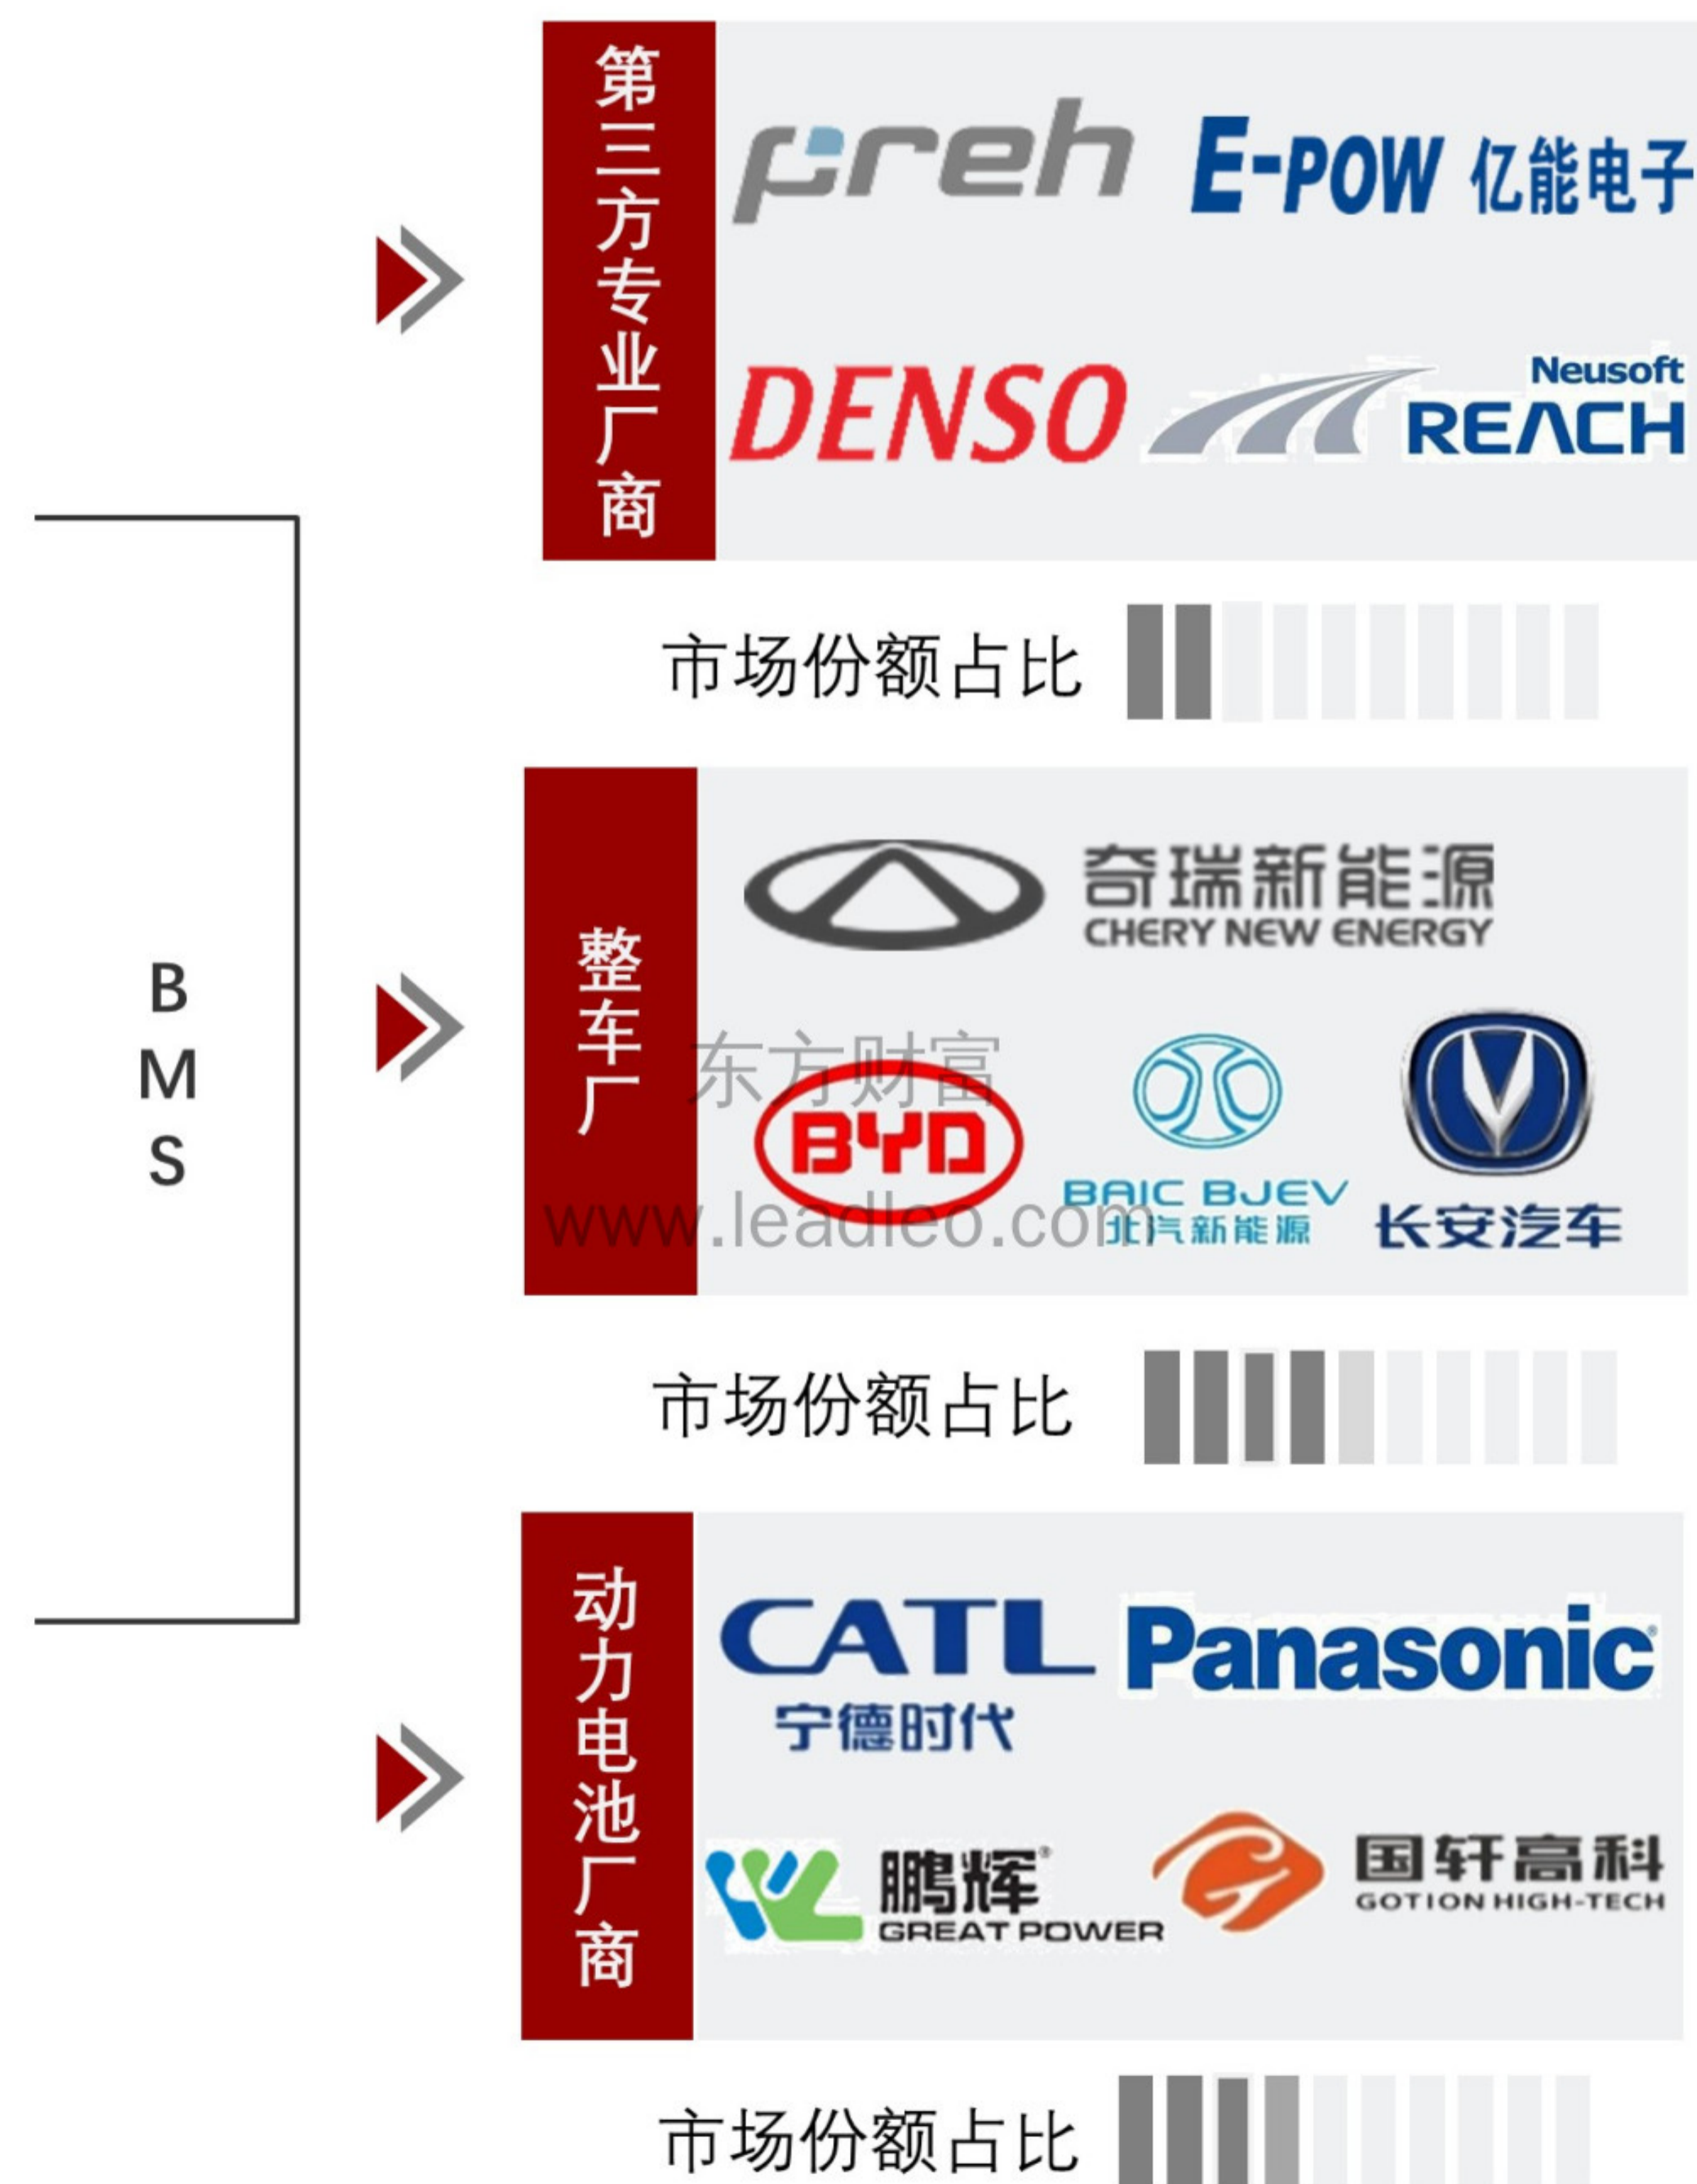 第三方专业厂商
preh
E-POW 亿能电子
DENSO
Neusoft
REACH
市场份额占比
BMS
整车厂
奇瑞新能源
CHERY NEW ENERGY
东方财富
BYD
BAIC BJEV
北汽新能源
长安汽车
www.leadleo.com
市场份额占比
动力电池厂商
CATL
宁德时代
Panasonic
鹏辉
GREAT POWER
国轩高科
GOTION HIGH-TECH
市场份额占比